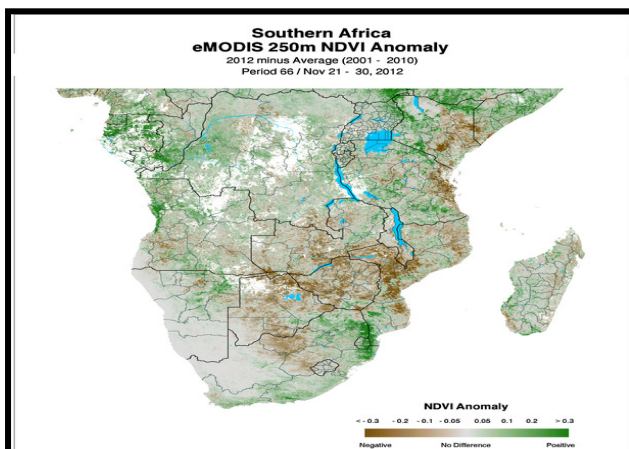 Southern Africa
eMODIS 250m NDVI Anomaly
2012 minus Average (2001 - 2010)
Period 66 / Nov 21 - 30, 2012
NDVI Anomaly
< - 0.3 -0.2 -0.1 -0.05 0.05 0.1 0.2 > 0.3
Negative No Difference Positive